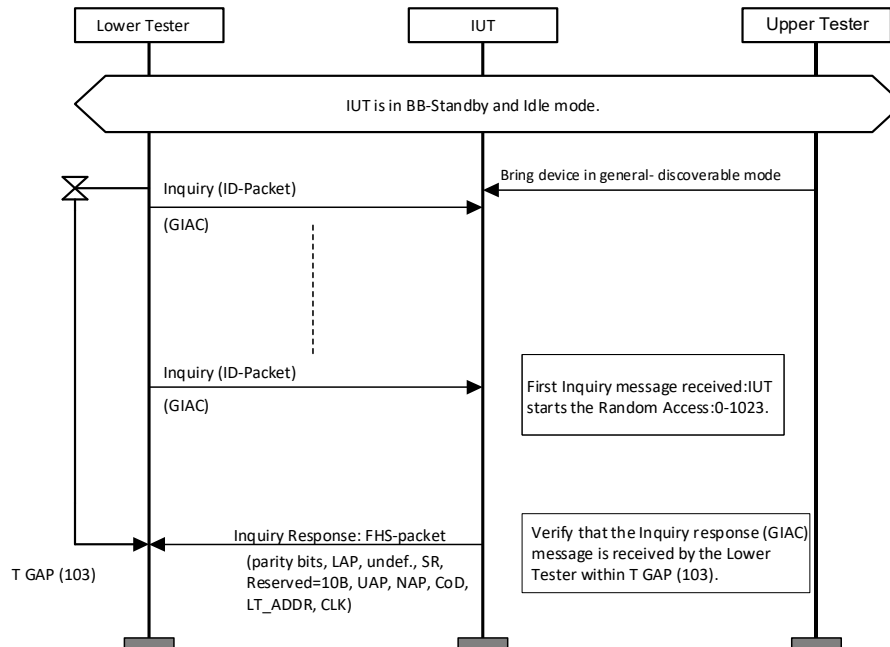 Lower Tester
IUT
Upper Tester
IUT is in BB-Standby and Idle mode.
Bring device in general- discoverable mode
Inquiry (ID-Packet)
(GIAC)
Inquiry (ID-Packet)
(GIAC)
First Inquiry message received:IUT
starts the Random Access:0-1023.
Inquiry Response: FHS-packet
(parity bits, LAP, undef., SR,
Reserved=10B, UAP, NAP, CoD,
LT_ADDR, CLK)
T GAP (103)
Verify that the Inquiry response (GIAC)
message is received by the Lower
Tester within T GAP (103).